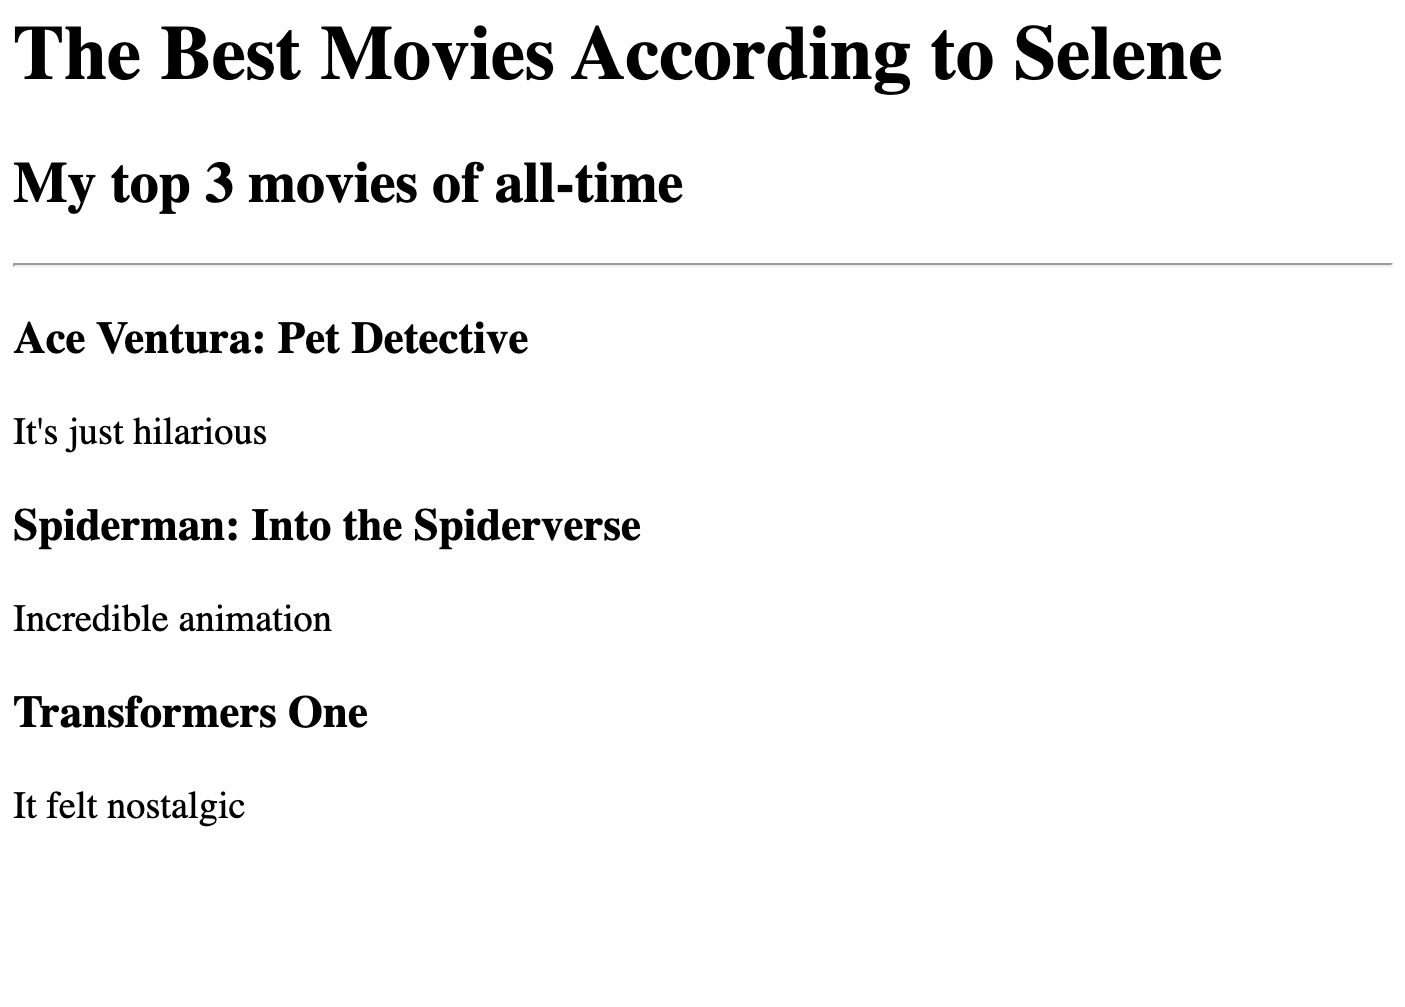 The Best Movies According to Selene
My top 3 movies of all-time
Ace Ventura: Pet Detective
It's just hilarious
Spiderman: Into the Spiderverse
Incredible animation
Transformers One
It felt nostalgic